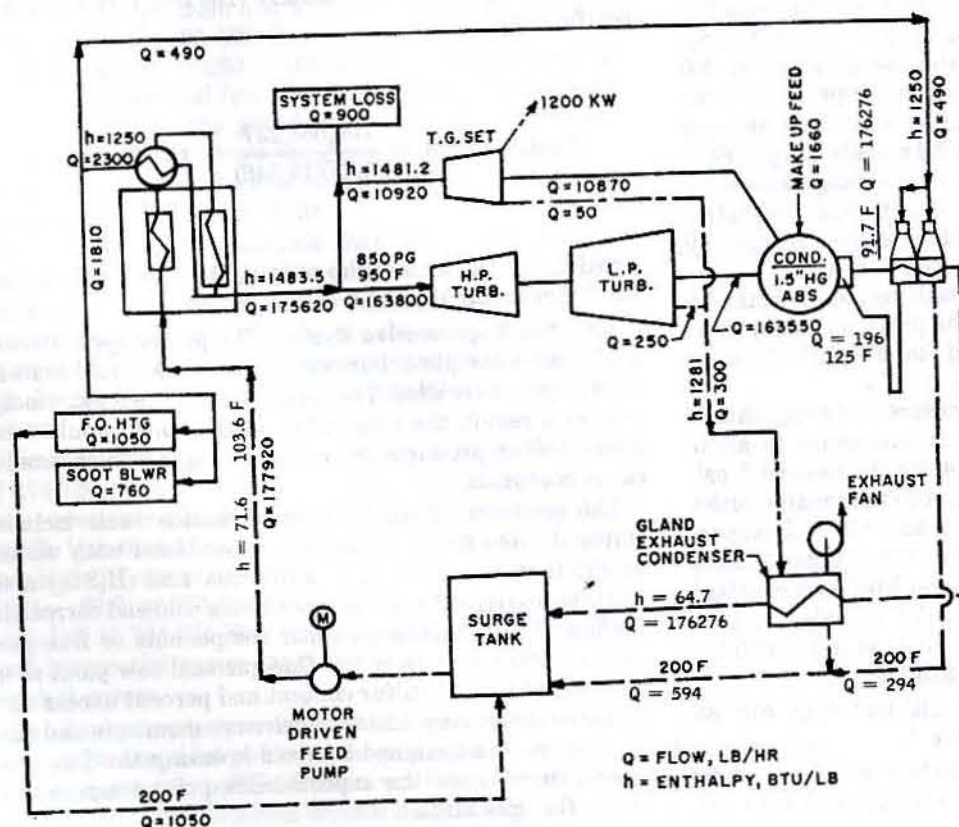 Q=490
SYSTEM LOSS
Q=900
1200 KW
T.G. SET
h=1250
Q
=2300
h=1481.2
Q=10920
Q=10870
Q=50
MAKE UP FEED
Q=1660
Q=176276
91.7 F
h=1250
Q=490
Q=1810
h=1483.5
Q=175620
850 PG
950 F
Q=163800
H.P.
TURB.
L.P.
TURB.
Q=250
COND.
1.5"HG
ABS
Q=163550
Q = 196
125 F
h=1281
Q=300
F.O. HTG
Q=1050
SOOT BLWR
Q=760
h = 71.6 103.6 F
Q=177920
EXHAUST
FAN
GLAND
EXHAUST
CONDENSER
h = 64.7
Q = 176276
SURGE
TANK
M
MOTOR
DRIVEN
FEED
PUMP
200 F
Q = 594
200 F
Q = 294
200 F
Q=1050
Q = FLOW, LB/HR
h = ENTHALPY, BTU/LB